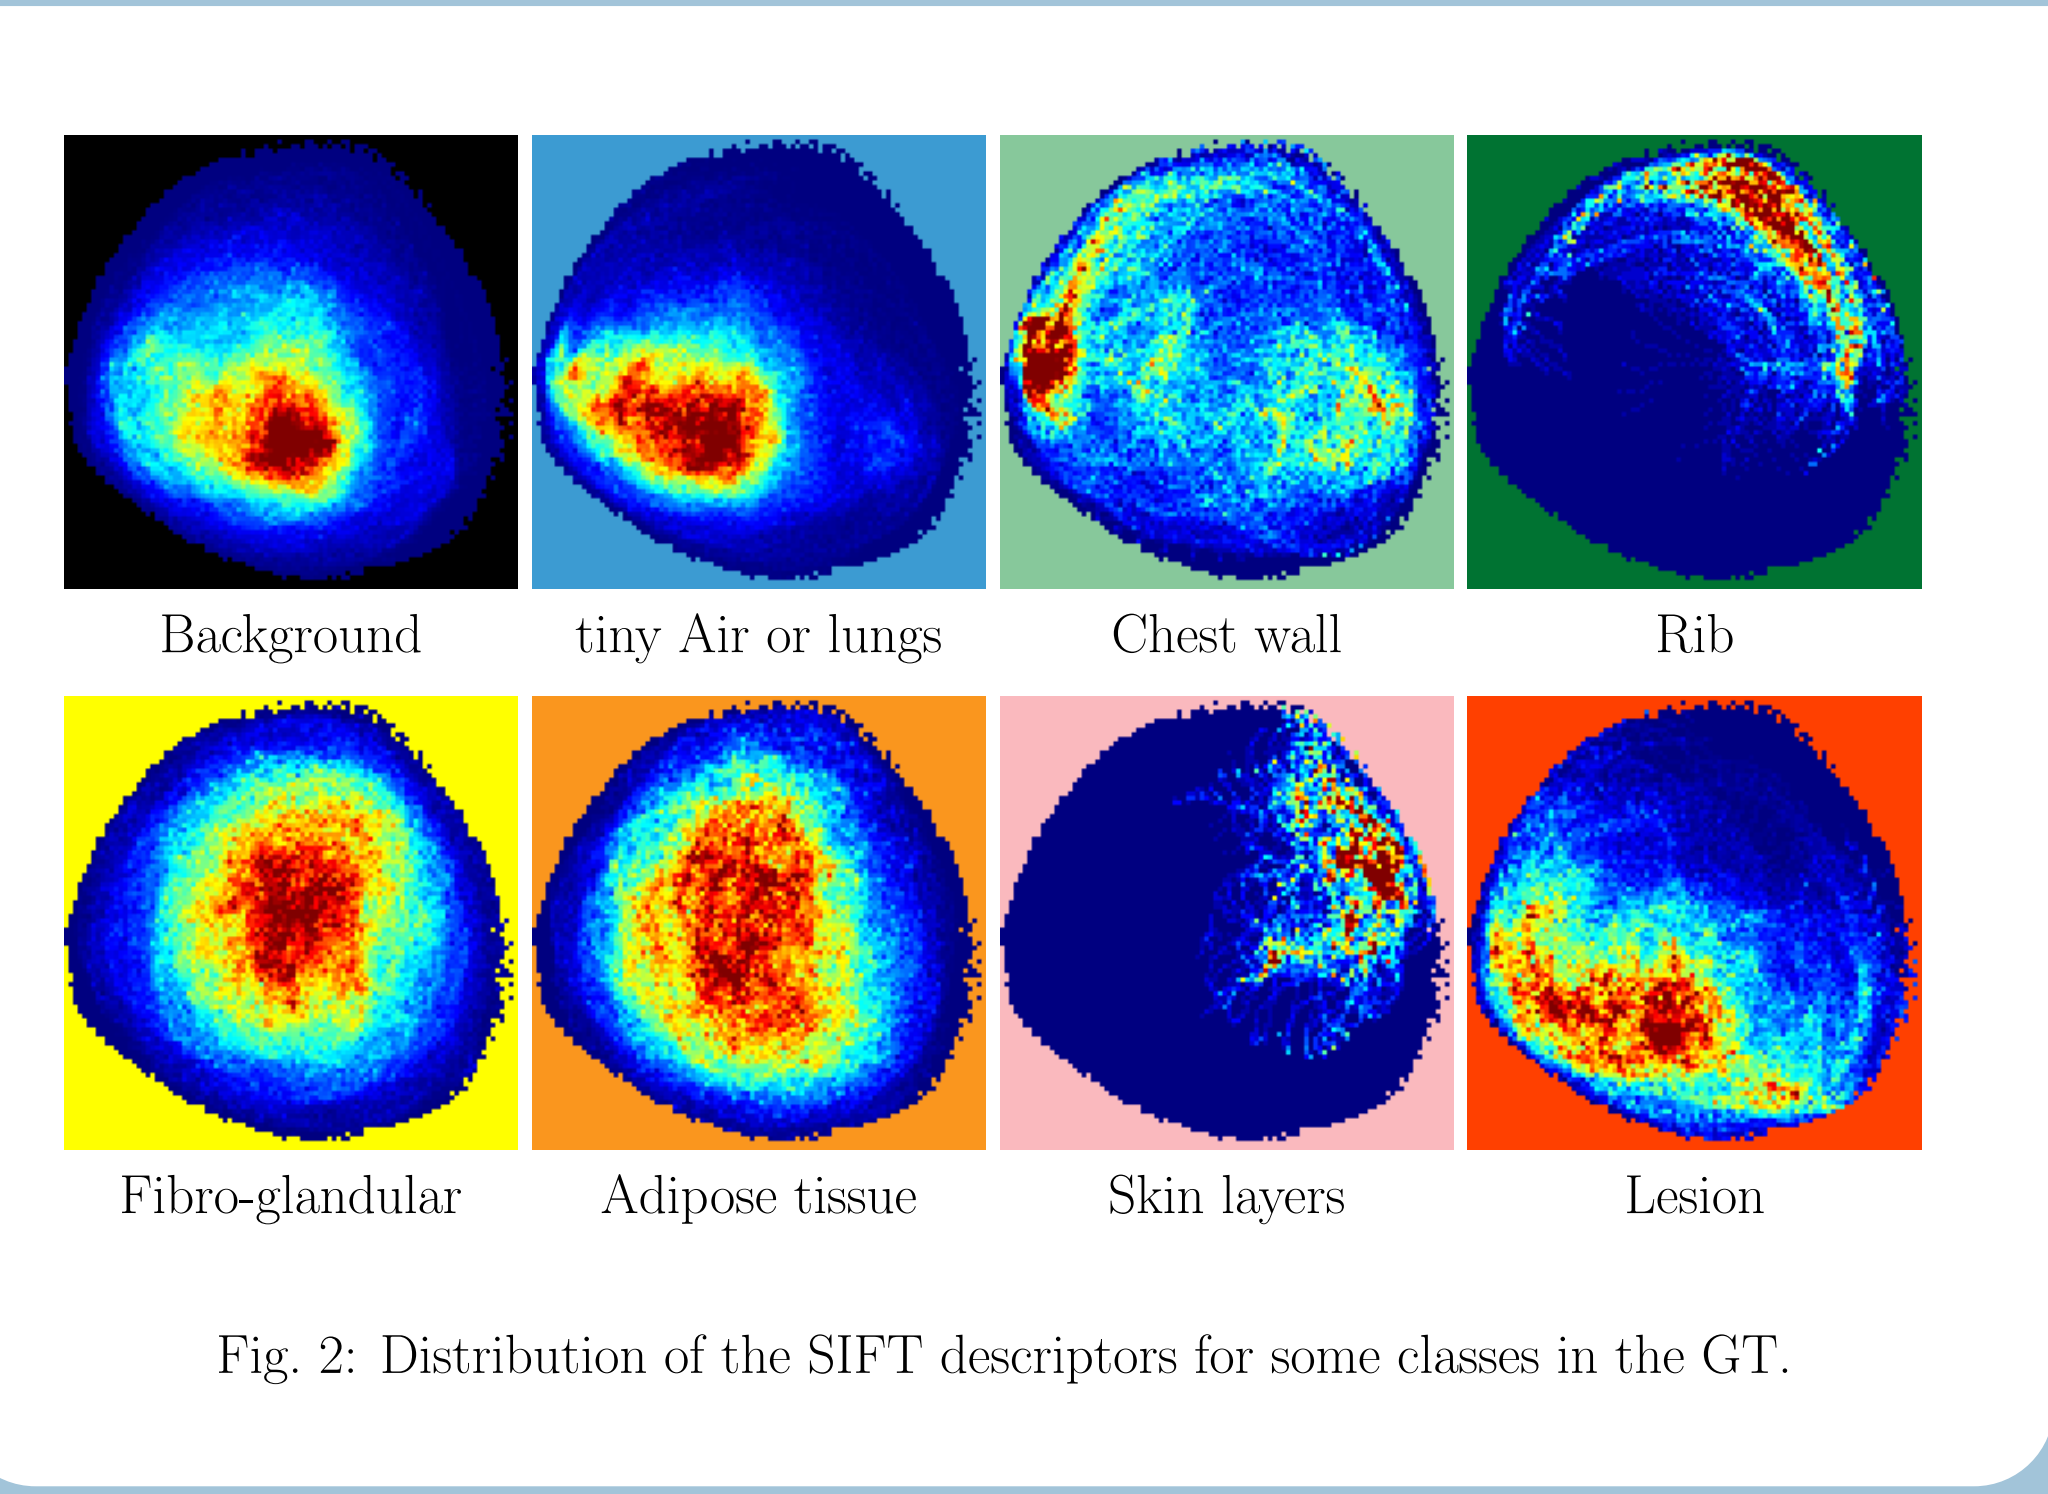 Background
tiny Air or lungs
Chest wall
Rib
Fibro-glandular
Adipose tissue
Skin layers
Lesion
Fig. 2: Distribution of the SIFT descriptors for some classes in the GT.